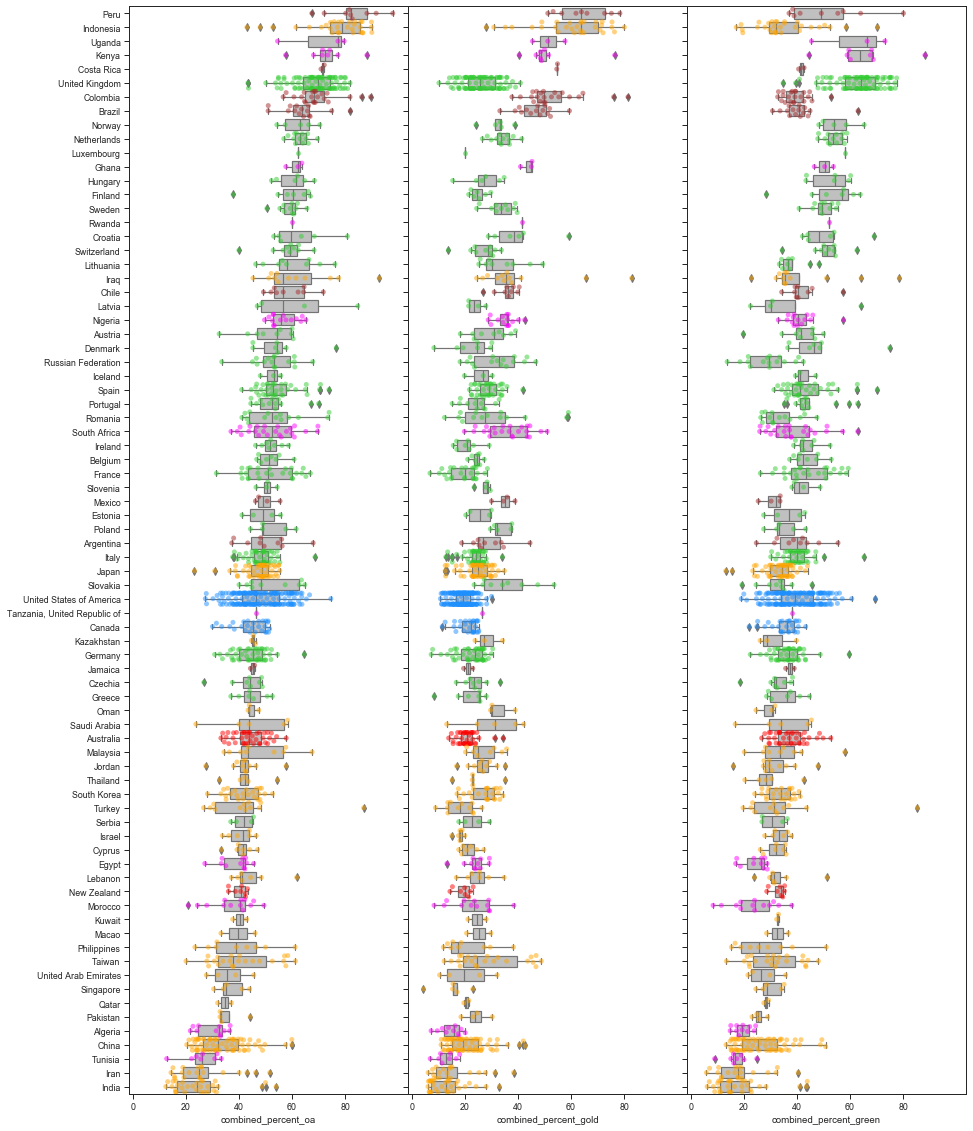 Peru
Indonesia
Uganda
Kenya
Costa Rica
United Kingdom
Colombia
Brazil
Norway
Netherlands
Luxembourg
Ghana
Hungary
Finland
Sweden
Rwanda
Croatia
Switzerland
Lithuania
Iraq
Chile
Latvia
Nigeria
Austria
Denmark
Russian Federation
Iceland
Spain
Portugal
Romania
South Africa
Ireland
Belgium
France
Slovenia
Mexico
Estonia
Poland
Argentina
Italy
Japan
Slovakia
United States of America
Tanzania, United Republic of
Canada
Kazakhstan
Germany
Jamaica
Czechia
Greece
Oman
Saudi Arabia
Australia
Malaysia
Jordan
Thailand
South Korea
Turkey
Serbia
Israel
Cyprus
Egypt
Lebanon
New Zealand
Morocco
Kuwait
Macao
Philippines
Taiwan
United Arab Emirates
Singapore
Qatar
Pakistan
Algeria
China
Tunisia
Iran
India
0 20 40 60 80 0 20 40 60 80 0 20 40 60 80
combined_percent_oa combined_percent_gold combined_percent_green